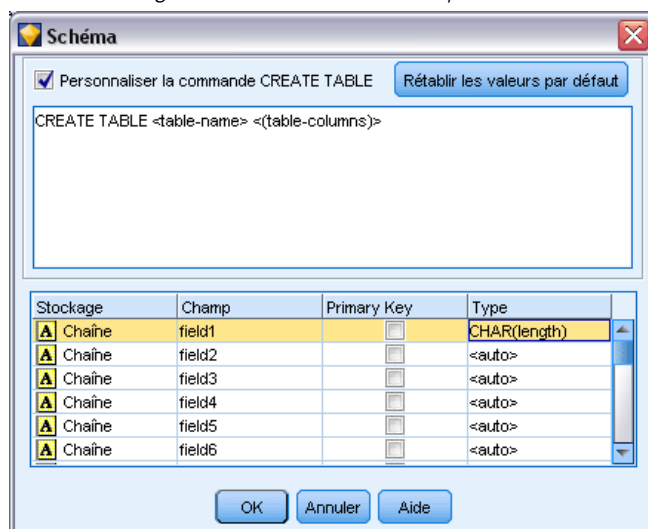 Schéma
Personnaliser la commande CREATE TABLE Rétablir les valeurs par défaut
CREATE TABLE <table-name> <(table-columns)>
Stockage Champ Primary Key Type
A Chaîne field1 CHAR(length)
A Chaîne field2 <auto>
A Chaîne field3 <auto>
A Chaîne field4 <auto>
A Chaîne field5 <auto>
A Chaîne field6 <auto>
OK Annuler Aide